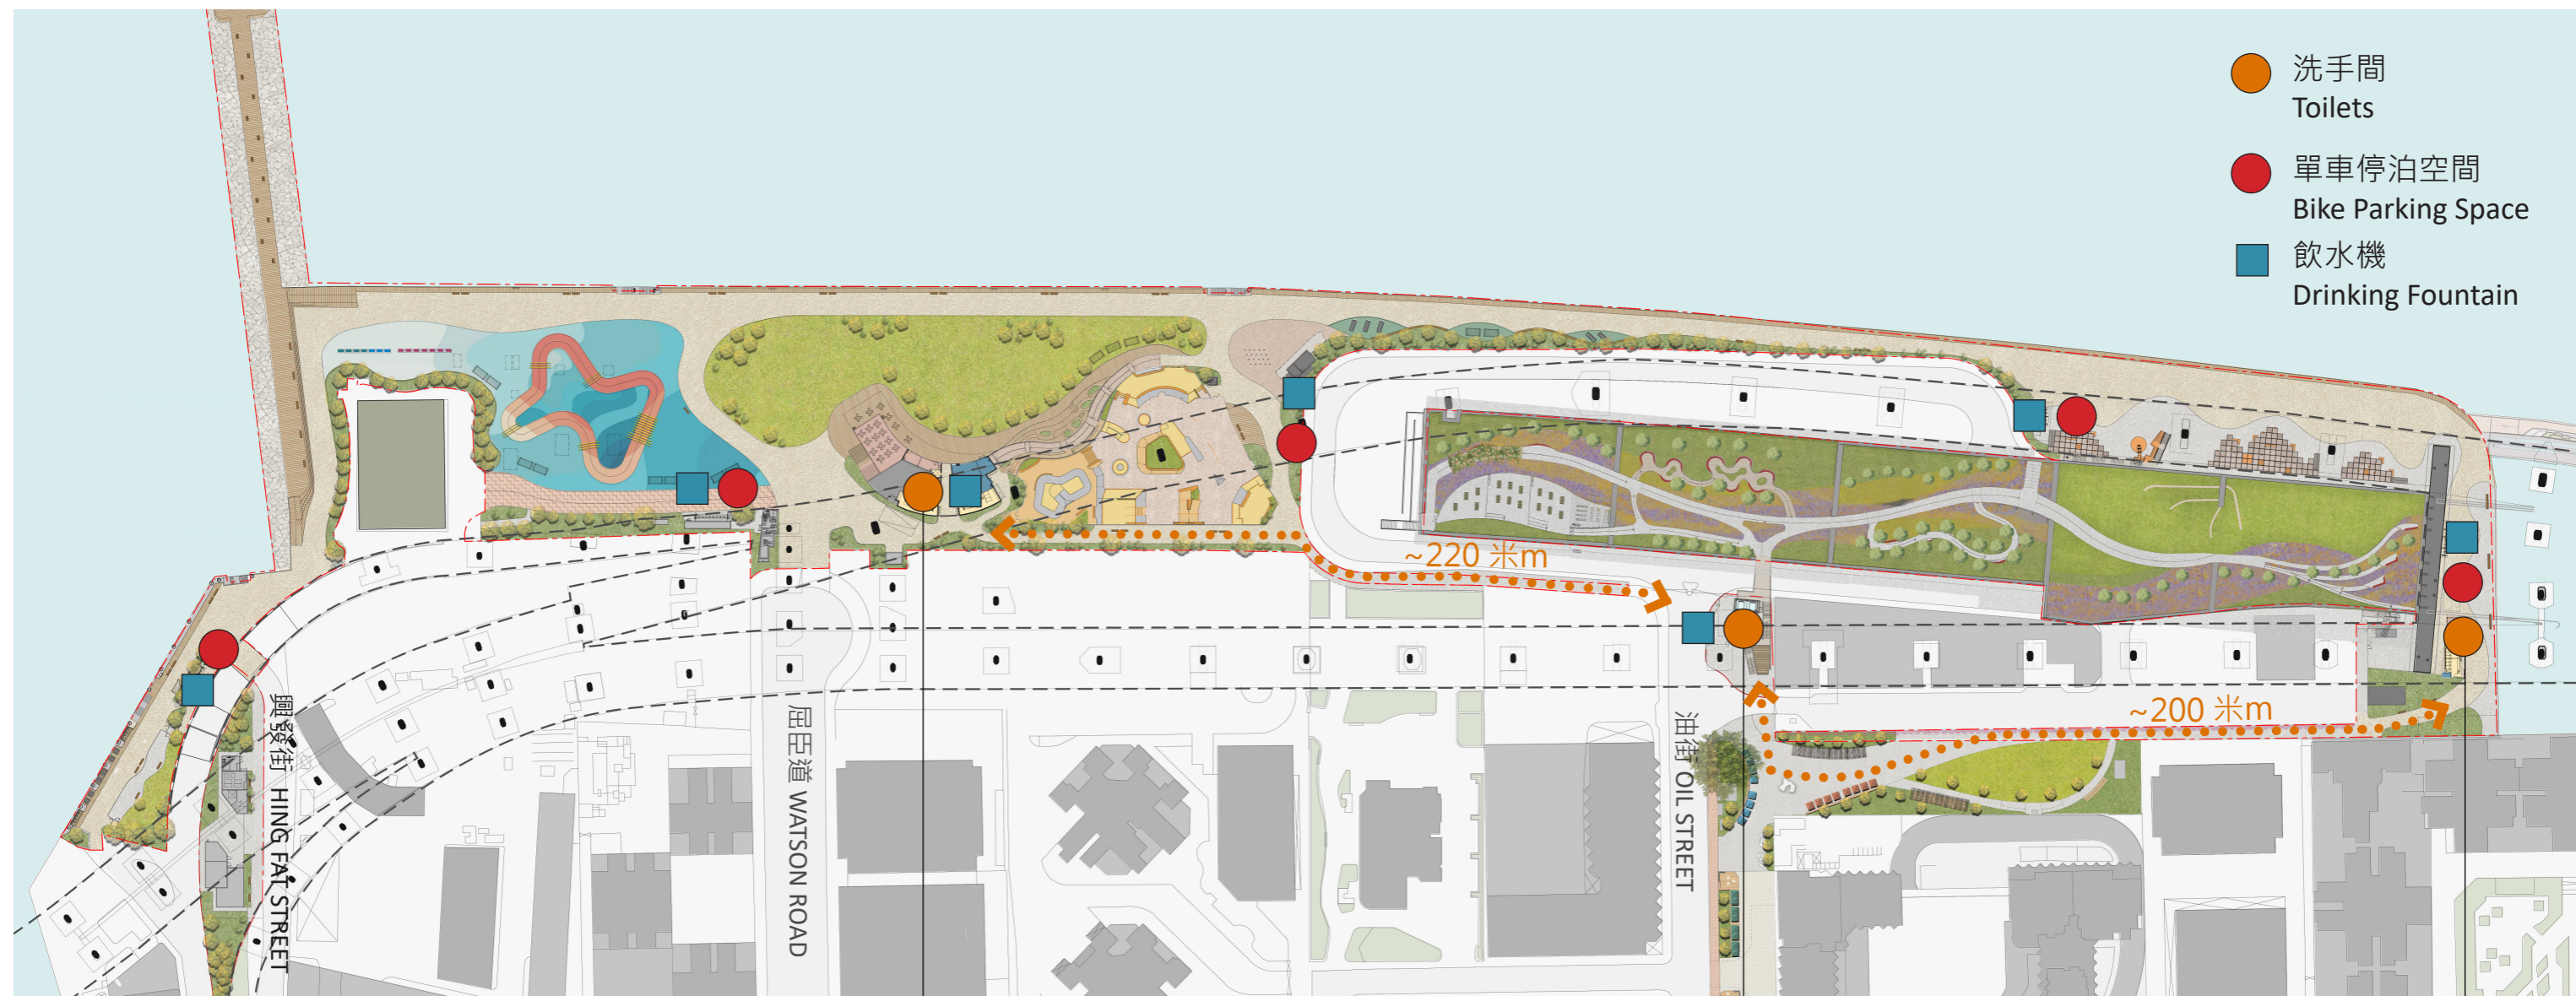 洗手間
Toilets
單車停泊空間
Bike Parking Space
飲水機
Drinking Fountain
~220 米m
~200 米m
興發街 HING FAT STREET
屈臣道 WATSON ROAD
油街 OIL STREET